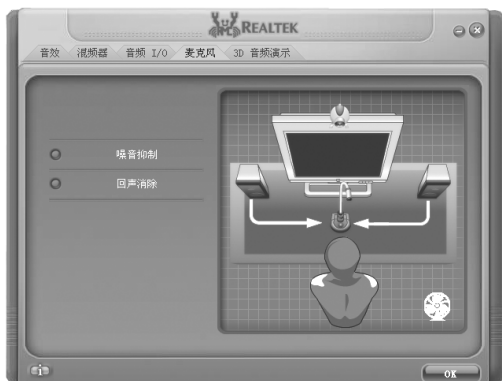 REALTEK
音效 混频器 音频 I/O 麦克风 3D 音频演示
噪音抑制
回声消除
i
OK